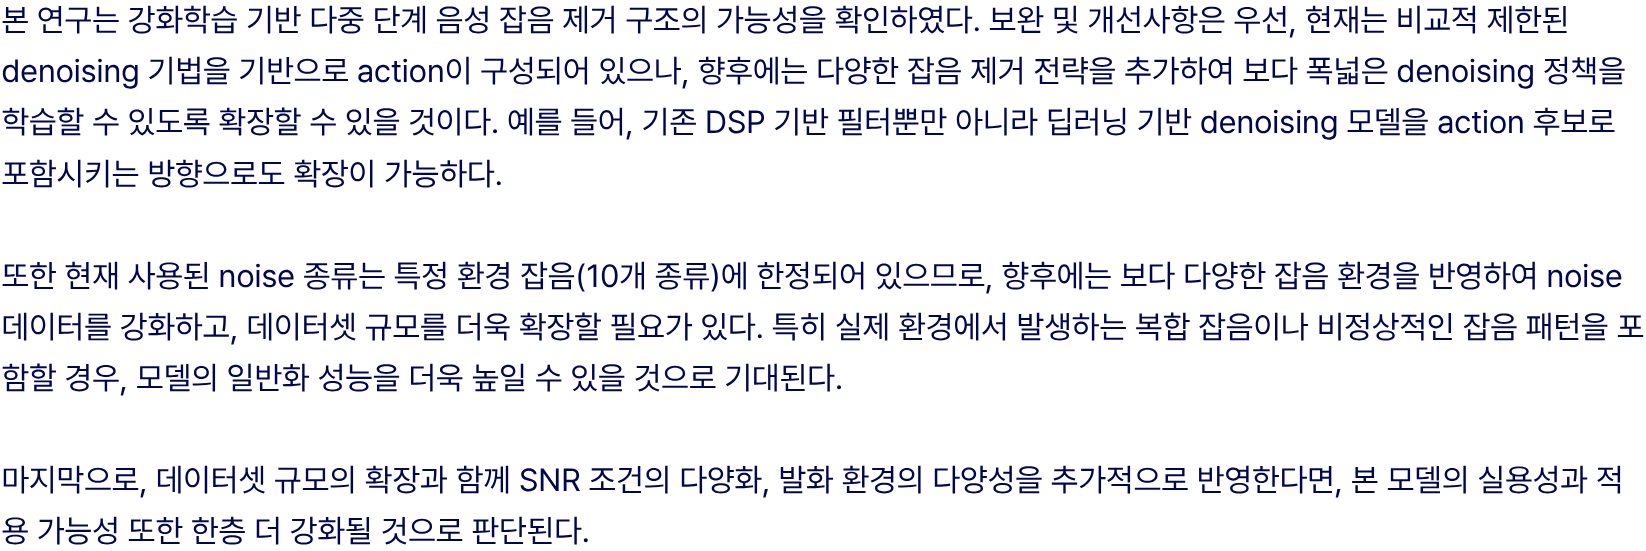 본 연구는 강화학습 기반 다중 단계 음성 잡음 제거 구조의 가능성을 확인하였다. 보완 및 개선사항은 우선, 현재는 비교적 제한된
denoising 기법을 기반으로 action이 구성되어 있으나, 향후에는 다양한 잡음 제거 전략을 추가하여 보다 폭넓은 denoising 정책을
학습할 수 있도록 확장할 수 있을 것이다. 예를 들어, 기존 DSP 기반 필터뿐만 아니라 딥러닝 기반 denoising 모델을 action 후보로
포함시키는 방향으로도 확장이 가능하다.
또한 현재 사용된 noise 종류는 특정 환경 잡음(10개 종류)에 한정되어 있으므로, 향후에는 보다 다양한 잡음 환경을 반영하여 noise
데이터를 강화하고, 데이터셋 규모를 더욱 확장할 필요가 있다. 특히 실제 환경에서 발생하는 복합 잡음이나 비정상적인 잡음 패턴을 포
함할 경우, 모델의 일반화 성능을 더욱 높일 수 있을 것으로 기대된다.
마지막으로, 데이터셋 규모의 확장과 함께 SNR 조건의 다양화, 발화 환경의 다양성을 추가적으로 반영한다면, 본 모델의 실용성과 적
용 가능성 또한 한층 더 강화될 것으로 판단된다.